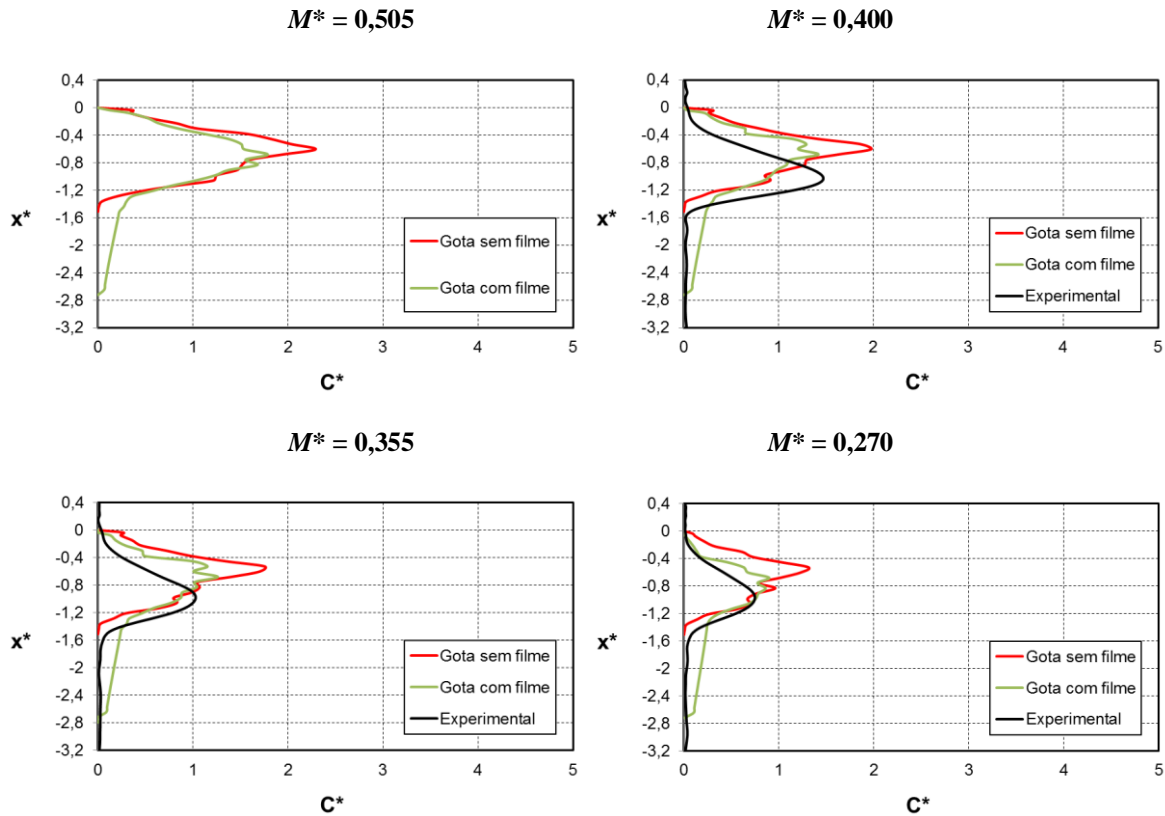 M* = 0,505
0,4
0
-0,4
-0,8
-1,2
-1,6
-2
-2,4
-2,8
-3,2
x*
0 1 2 3 4 5
C*
Gota sem filme
Gota com filme
M* = 0,400
0,4
0
-0,4
-0,8
-1,2
-1,6
-2
-2,4
-2,8
-3,2
x*
0 1 2 3 4 5
C*
Gota sem filme
Gota com filme
Experimental
M* = 0,355
0,4
0
-0,4
-0,8
-1,2
-1,6
-2
-2,4
-2,8
-3,2
x*
0 1 2 3 4 5
C*
Gota sem filme
Gota com filme
Experimental
M* = 0,270
0,4
0
-0,4
-0,8
-1,2
-1,6
-2
-2,4
-2,8
-3,2
x*
0 1 2 3 4 5
C*
Gota sem filme
Gota com filme
Experimental